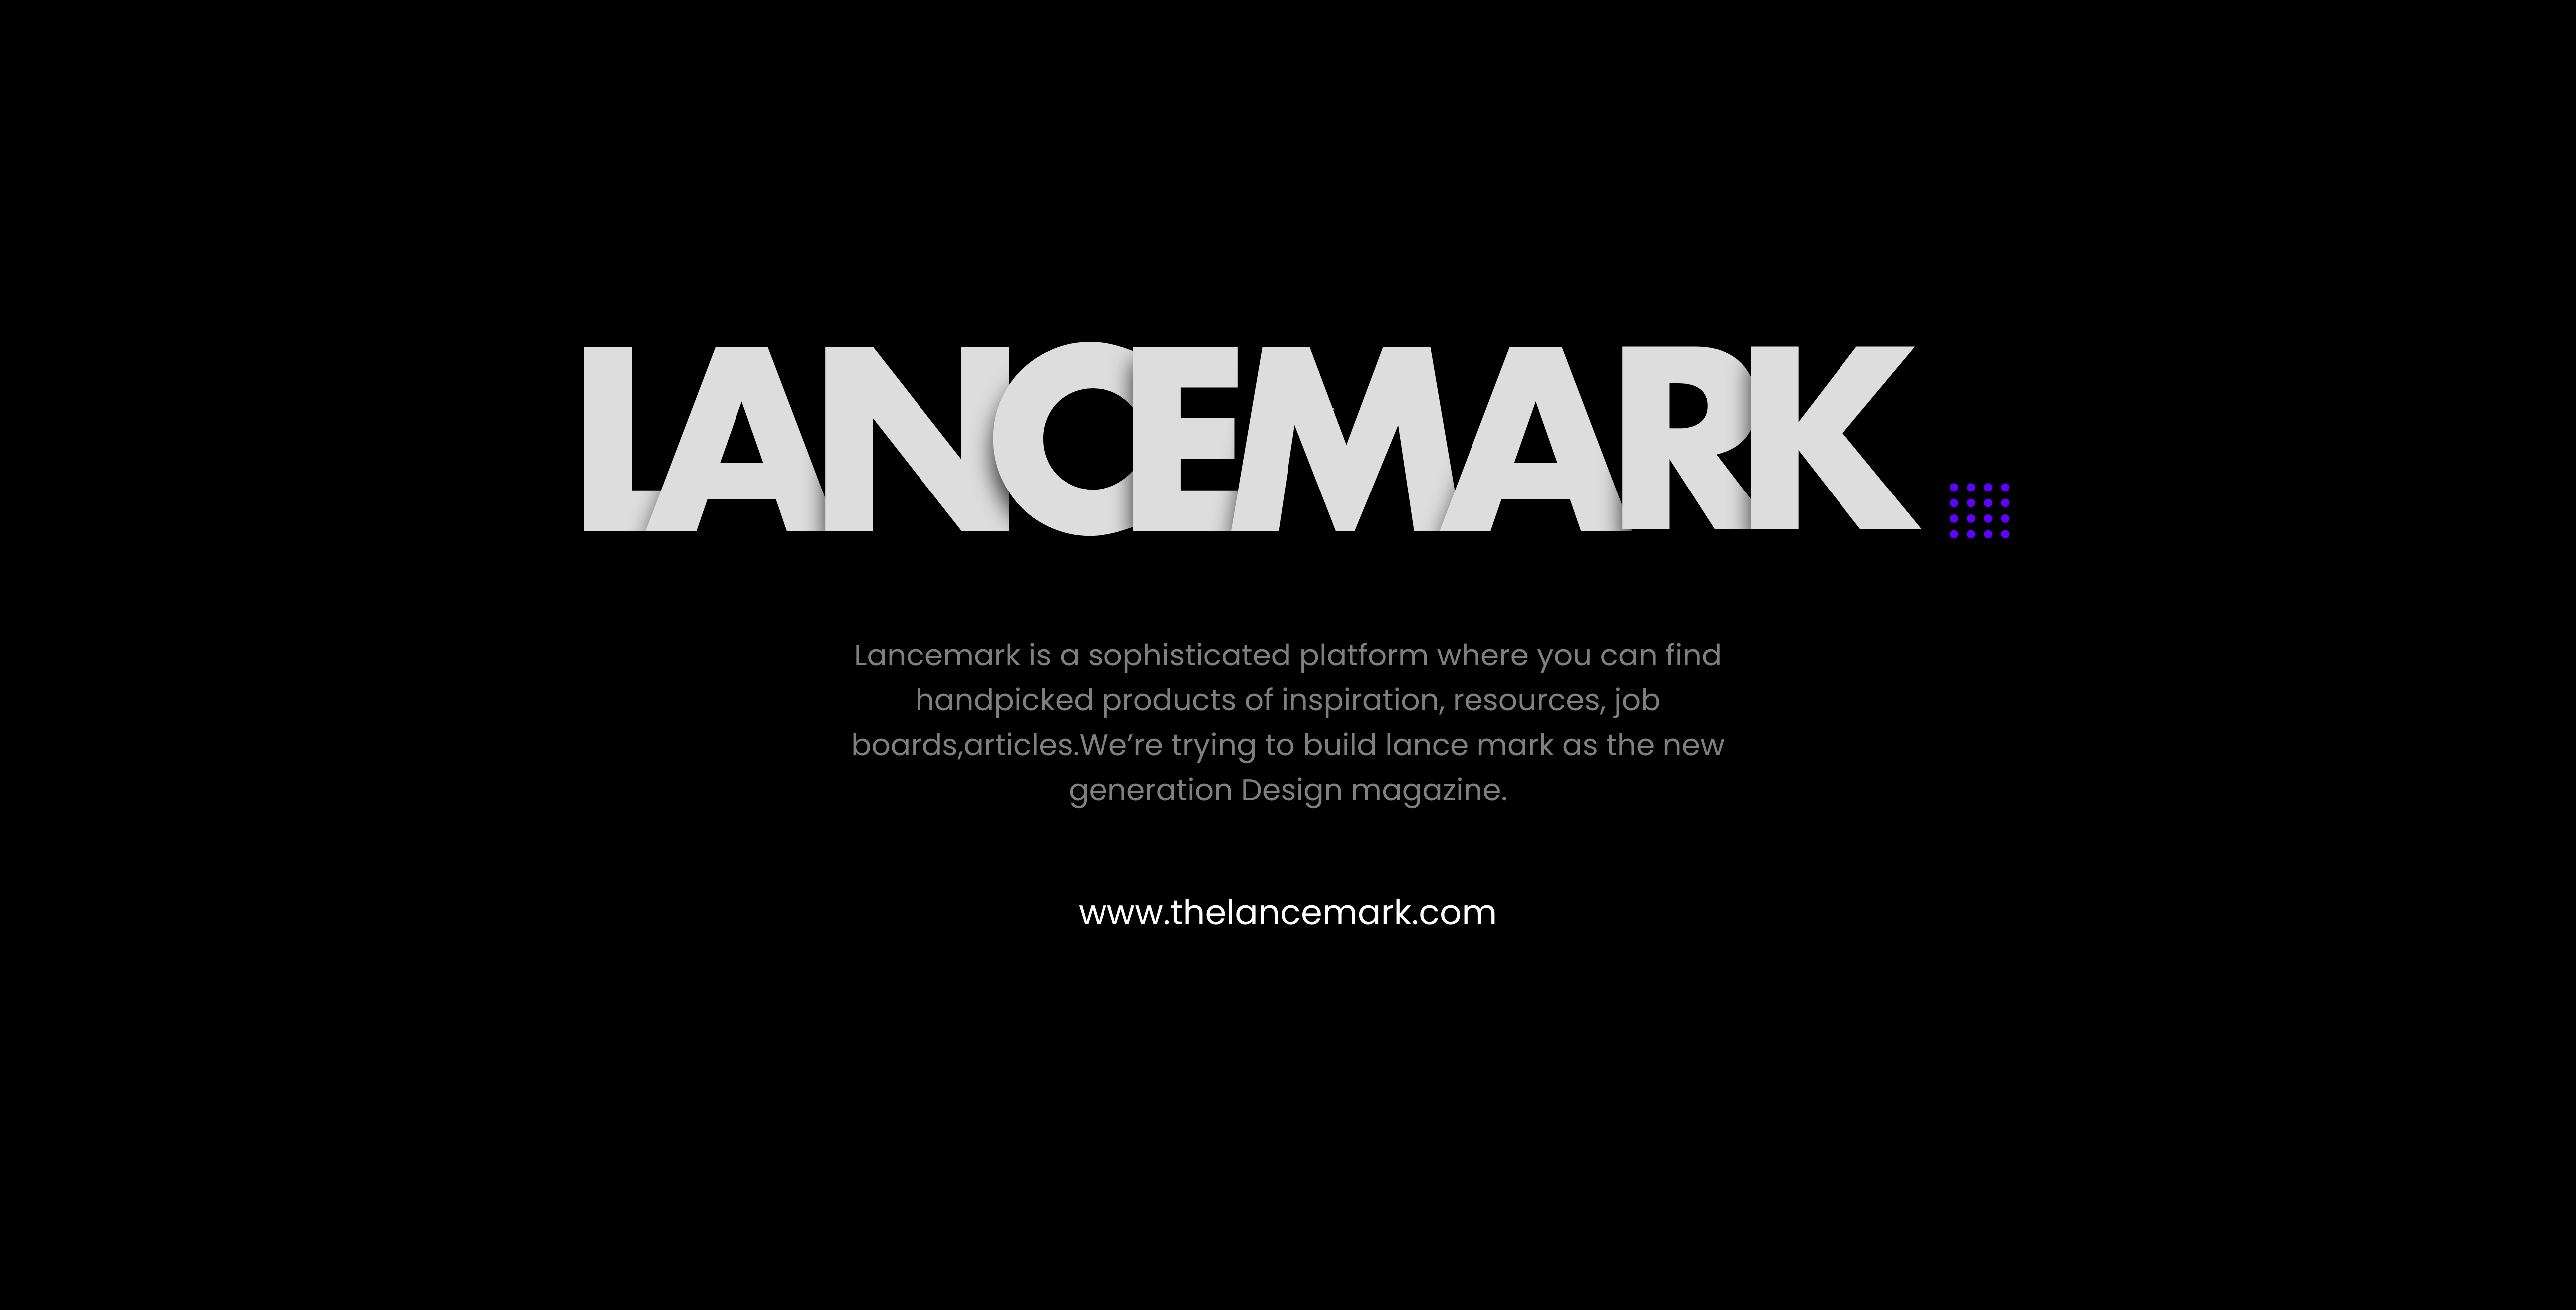 LANCEMARK
Lancemark is a sophisticated platform where you can find
handpicked products of inspiration, resources, job
boards,articles.We’re trying to build lance mark as the new
generation Design magazine.
www.thelancemark.com